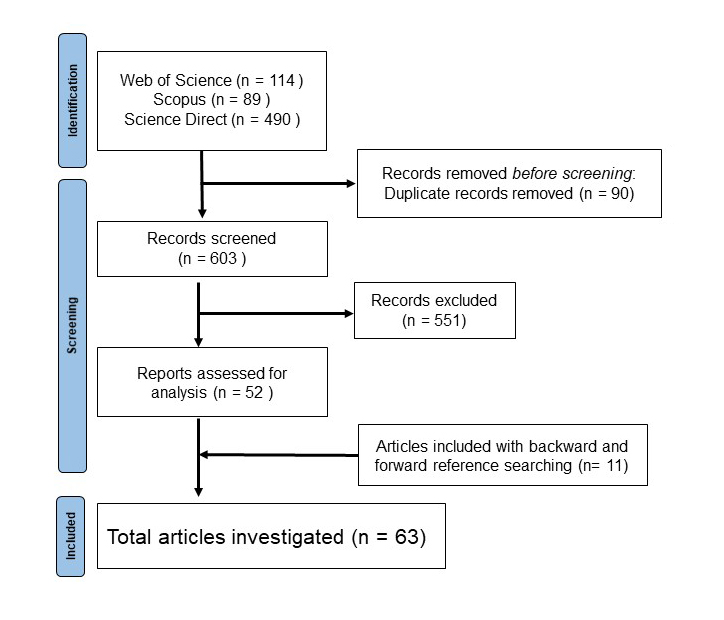 Identification
Web of Science (n = 114 )
Scopus (n = 89 )
Science Direct (n = 490 )
Records removed before screening:
Duplicate records removed (n = 90)
Screening
Records screened
(n = 603 )
Records excluded
(n = 551)
Reports assessed for
analysis (n = 52 )
Articles included with backward and
forward reference searching (n= 11)
Included
Total articles investigated (n = 63)